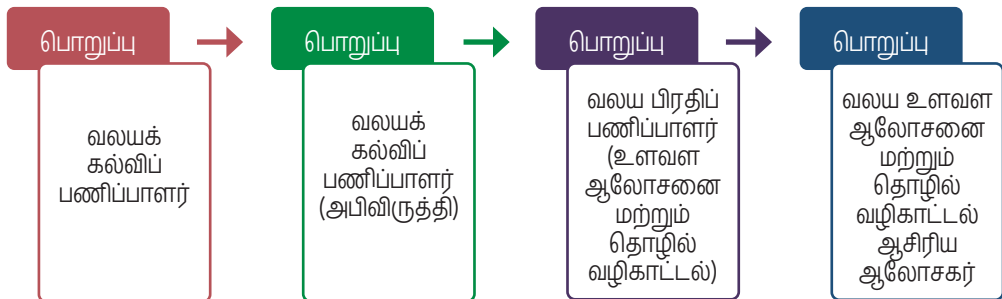 பொறுப்பு
வலயக்
கல்விப்
பணிப்பாளர்
பொறுப்பு
வலயக்
கல்விப்
பணிப்பாளர்
(அபிவிருத்தி)
பொறுப்பு
வலய பிரதிப்
பணிப்பாளர்
(உளவள
ஆலோசனை
மற்றும்
தொழில்
வழிகாட்டல்)
பொறுப்பு
வலய உளவள
ஆலோசனை
மற்றும்
தொழில்
வழிகாட்டல்
ஆசிரிய
ஆலோசகர்